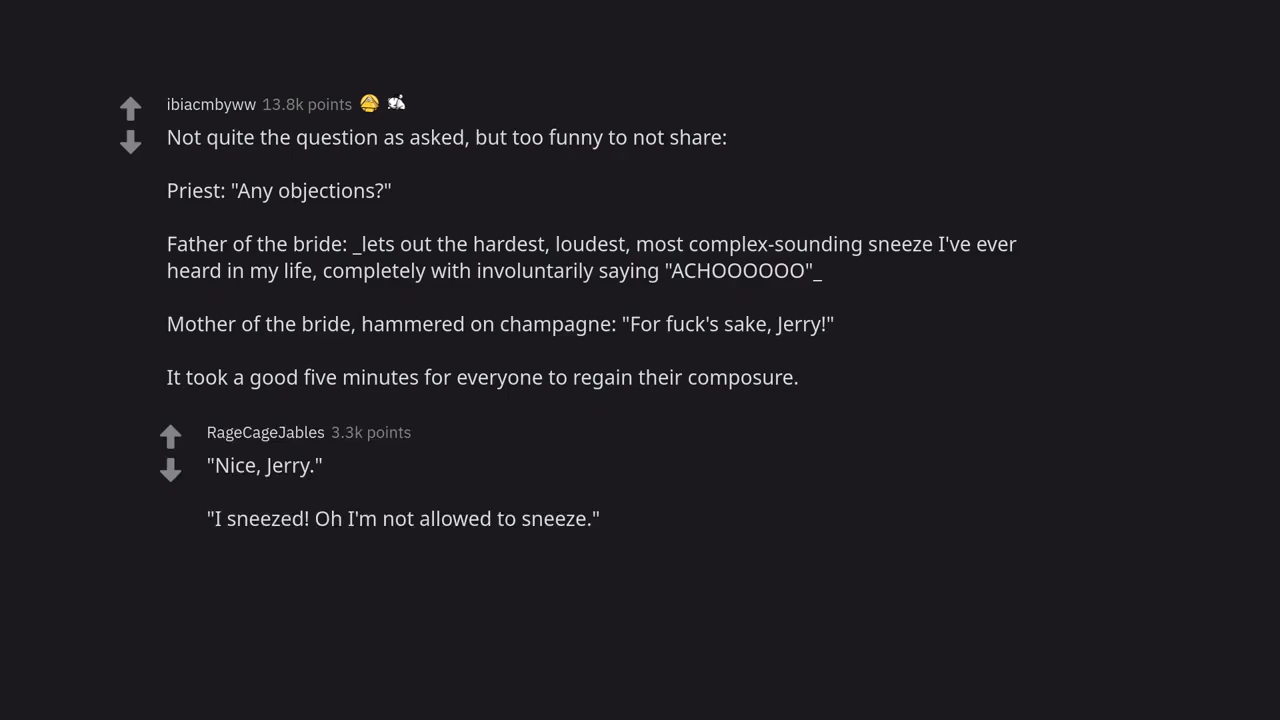 ibiacmbyww 13.8k points
Not quite the question as asked, but too funny to not share:
Priest: "Any objections?"
Father of the bride: _lets out the hardest, loudest, most complex-sounding sneeze I've ever
heard in my life, completely with involuntarily saying "ACHOOOOOO"_
Mother of the bride, hammered on champagne: "For fuck's sake, Jerry!"
It took a good five minutes for everyone to regain their composure.
RageCageJables 3.3k points
"Nice, Jerry."
"I sneezed! Oh I'm not allowed to sneeze."